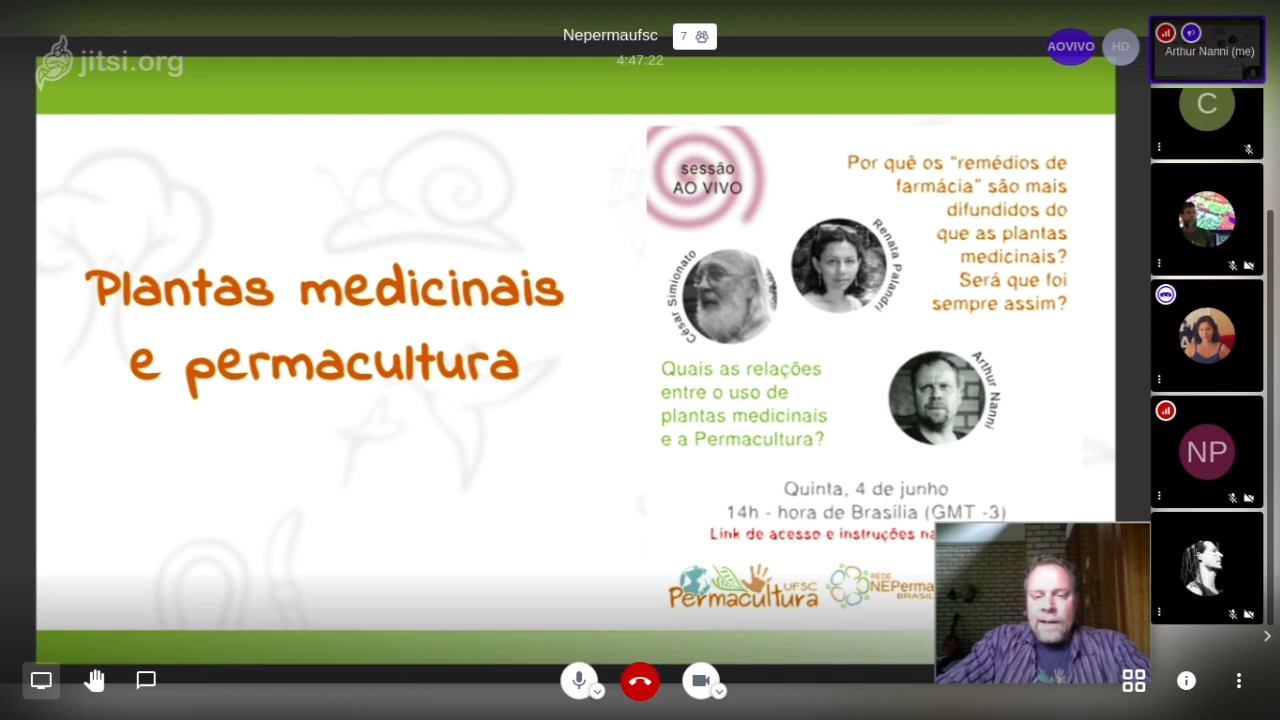 Nepermaufsc
7
4:47:22
jitsi.org
AOVIVO
HD
Arthur Nanni (me)
C
NP
Plantas medicinais
e permacultura
sessão
AO VIVO
Por quê os "remédios de
farmácia" são mais
difundidos do
que as plantas
medicinais?
Será que foi
sempre assim?
César Simionato
Renata Palandri
Arthur Nanni
Quais as relações
entre o uso de
plantas medicinais
e a Permacultura?
Quinta, 4 de junho
14h - hora de Brasília (GMT -3)
Link de acesso e instruções na
UFSC
Permacultura
REDE
NEPerma
BRASIL